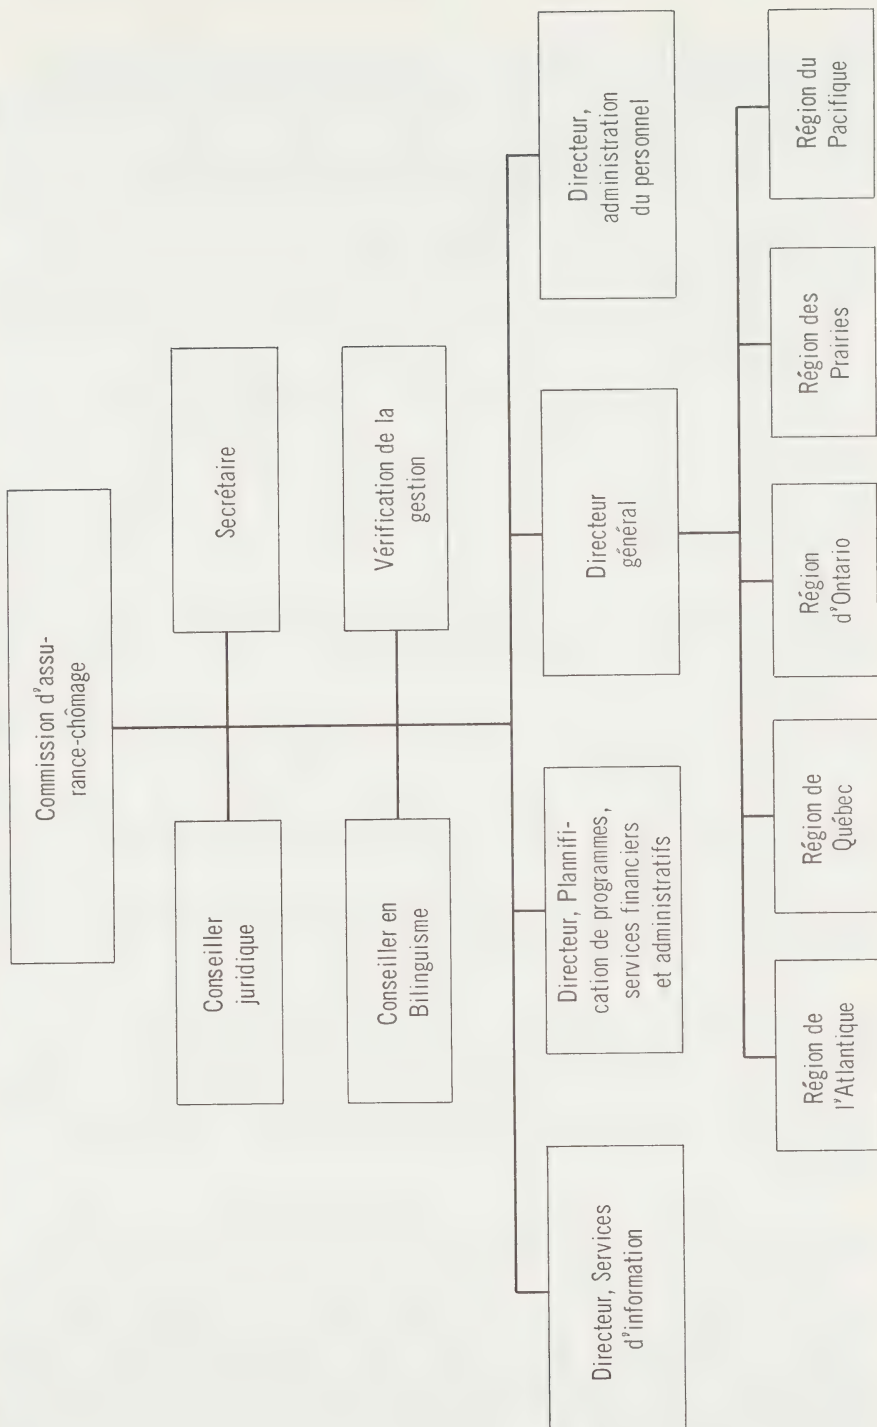 Commission d'assu-
rance-chômage
Conseiller
juridique
Secrétaire
Conseiller en
Bilinguisme
Vérification de la
gestion
Directeur, Services
d'information
Directeur, Plannifi-
cation de programmes,
services financiers
et administratifs
Directeur
général
Directeur,
administration
du personnel
Région de
l'Atlantique
Région de
Québec
Région
d'Ontario
Région des
Prairies
Région du
Pacifique